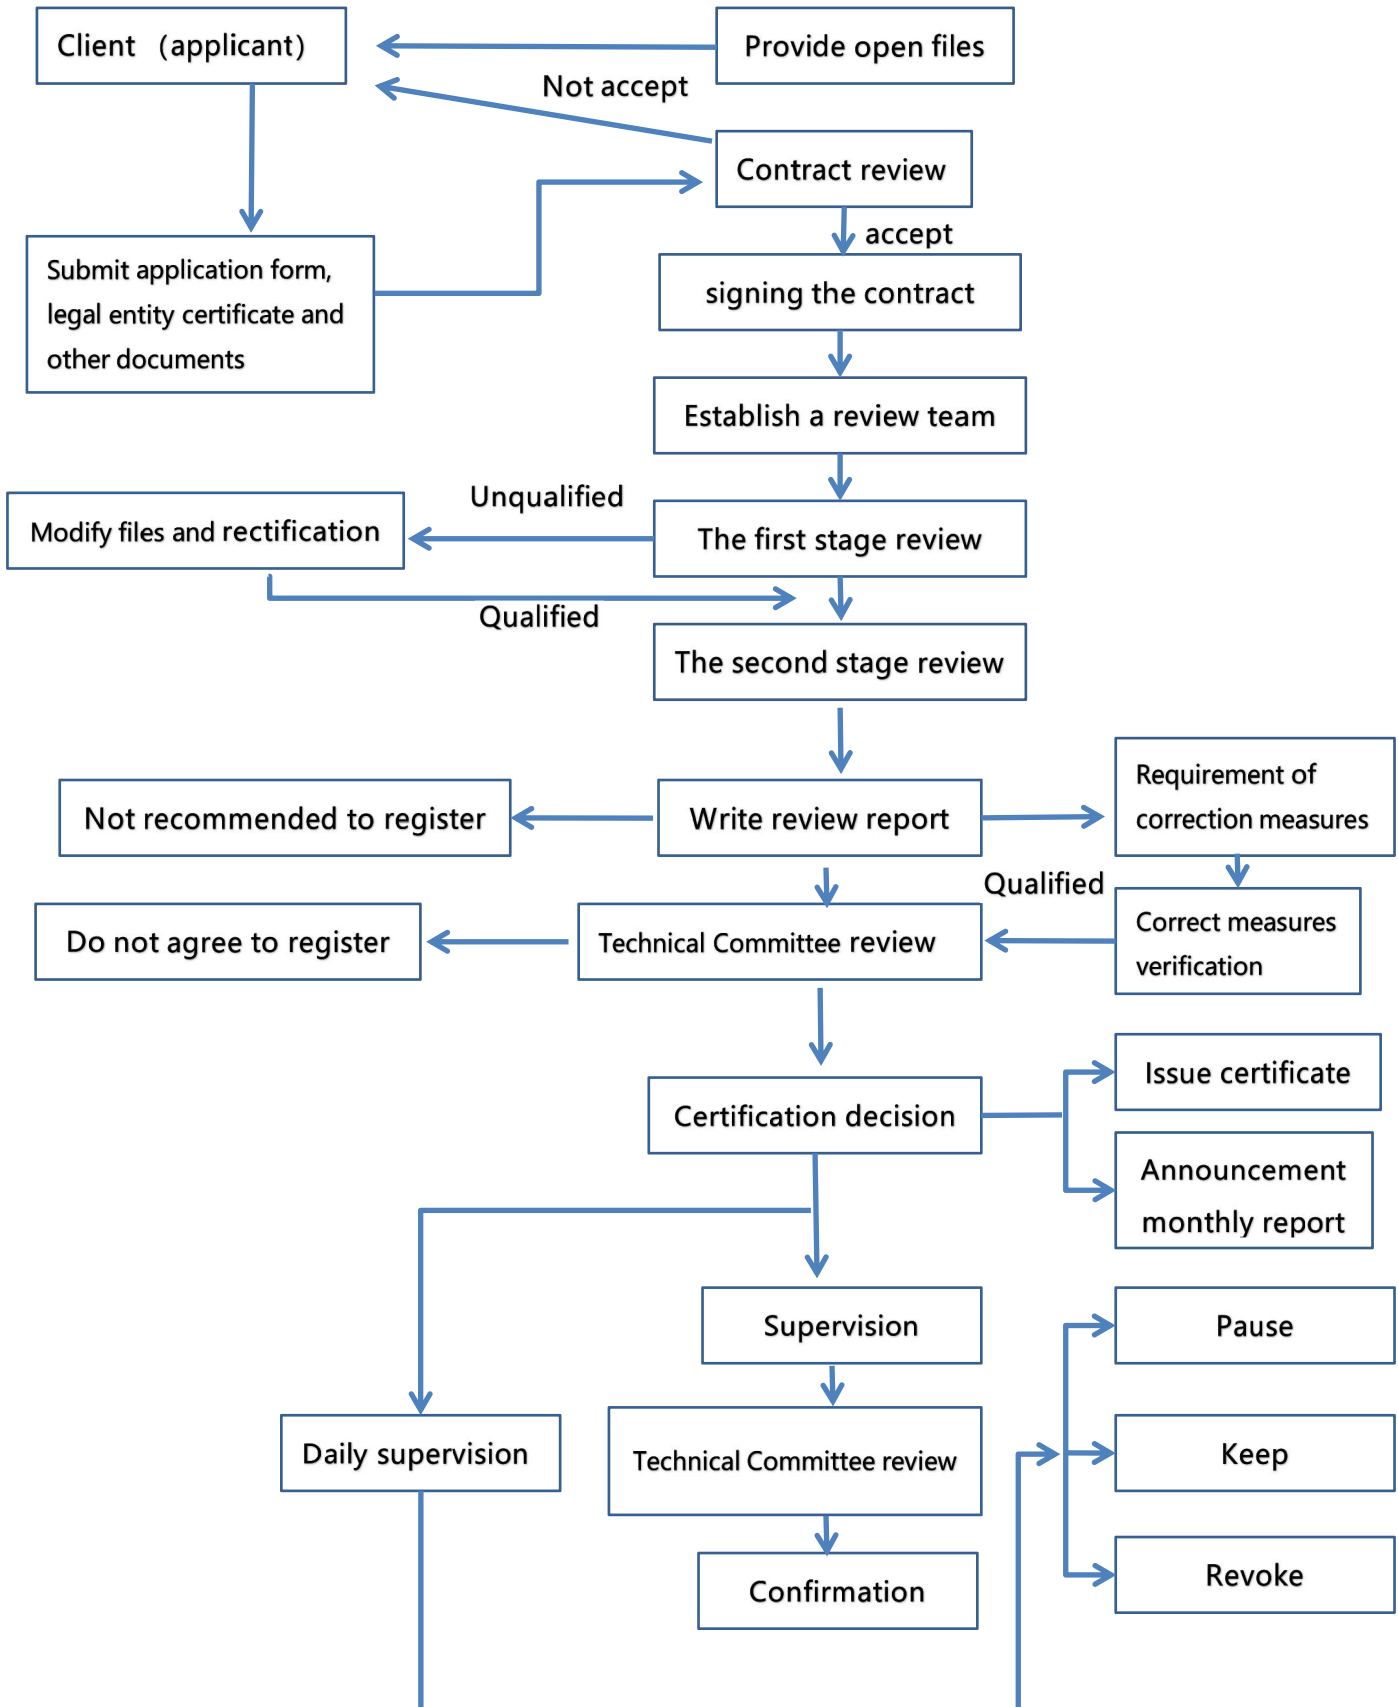 Client （applicant）
Provide open files
Not accept
Contract review
accept
Submit application form,
legal entity certificate and
other documents
signing the contract
Establish a review team
Unqualified
Modify files and rectification
The first stage review
Qualified
The second stage review
Requirement of
correction measures
Not recommended to register
Write review report
Qualified
Correct measures
verification
Do not agree to register
Technical Committee review
Issue certificate
Certification decision
Announcement
monthly report
Supervision
Pause
Daily supervision
Technical Committee review
Keep
Confirmation
Revoke